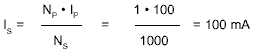 I_S = N_P • I_P / N_S = 1 • 100 / 1000 = 100 mA